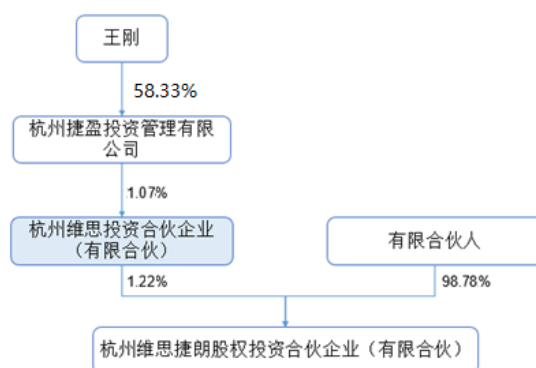 王刚
58.33%
杭州捷盈投资管理有限
公司
1.07%
杭州维思投资合伙企业
（有限合伙）
有限合伙人
1.22%
98.78%
杭州维思捷朗股权投资合伙企业（有限合伙）